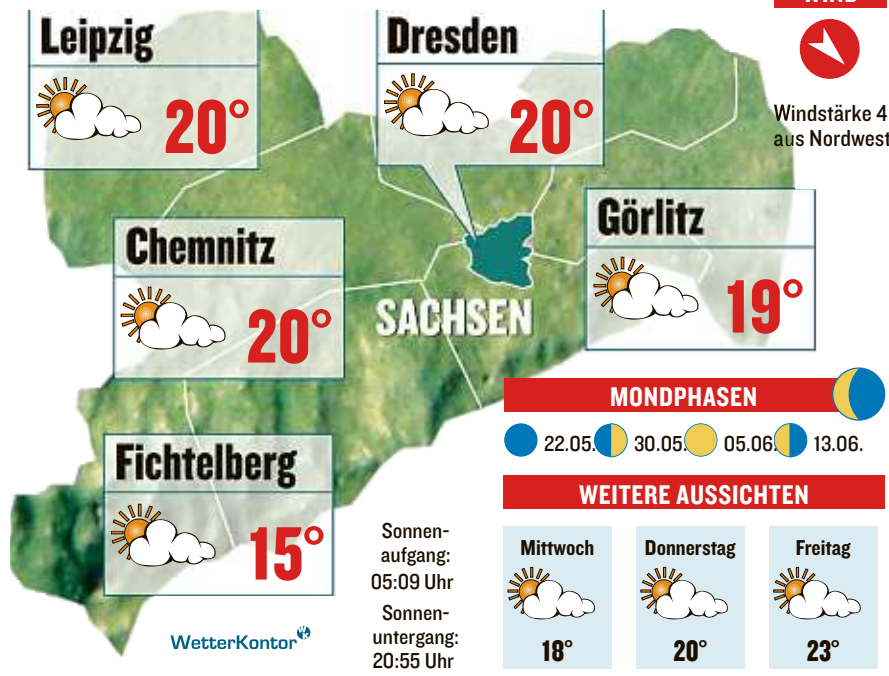 WIND
Windstärke 4
aus Nordwest
Leipzig
20°
Dresden
20°
Chemnitz
20°
Görlitz
19°
SACHSEN
Fichtelberg
15°
MONDPHASEN
22.05. 30.05. 05.06. 13.06.
WEITERE AUSSICHTEN
Mittwoch
18°
Donnerstag
20°
Freitag
23°
Sonnen-
aufgang:
05:09 Uhr
Sonnen-
untergang:
20:55 Uhr
WetterKontor